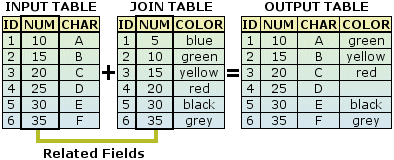 INPUT TABLE JOIN TABLE OUTPUT TABLE
ID NUM CHAR ID NUM COLOR ID NUM CHAR COLOR
1 10 A 1 5 blue 1 10 A green
2 15 B 2 10 green 2 15 B yellow
3 20 C + 3 15 yellow = 3 20 C red
4 25 D 4 20 red 4 25 D
5 30 E 5 30 black 5 30 E black
6 35 F 6 35 grey 6 35 F grey
Related Fields